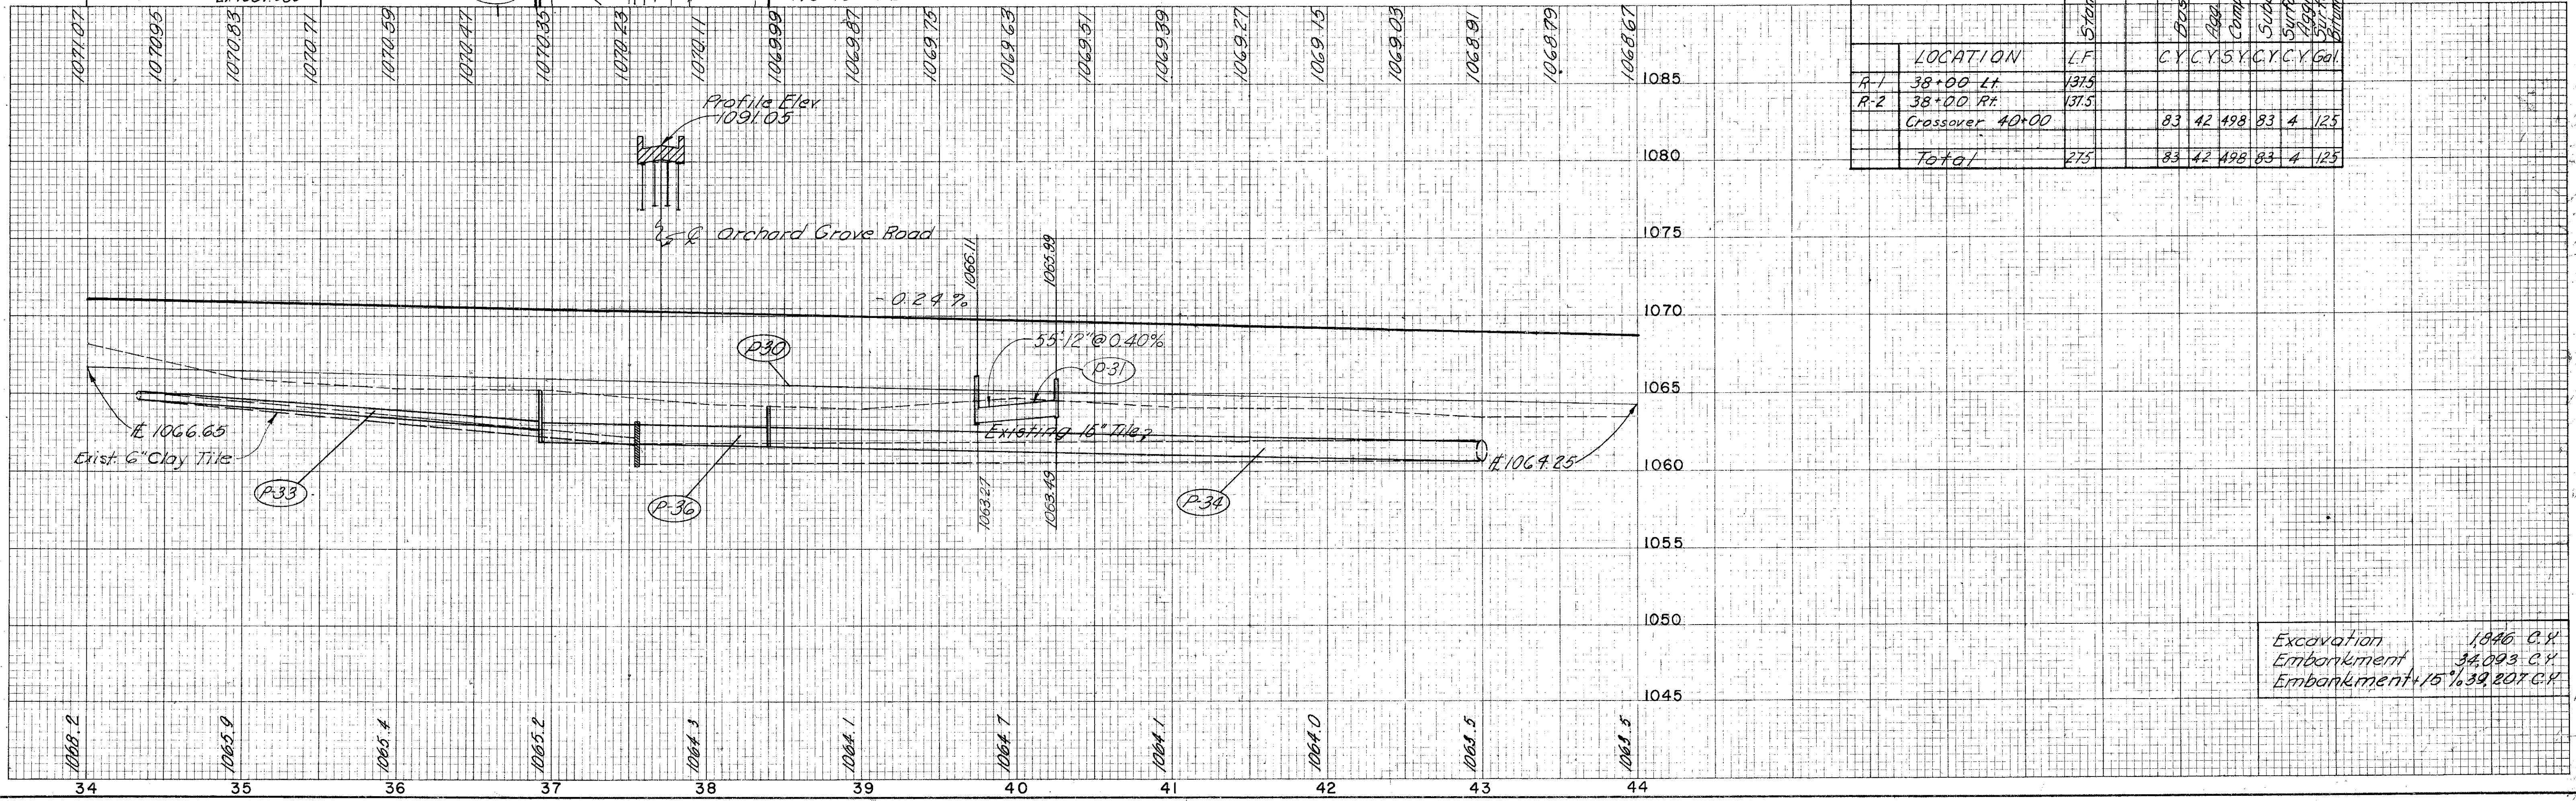 1071.07 1070.95 1070.83 1070.71 1070.59 1070.47 1070.35 1070.23 1070.11 1069.99 1069.87 1069.75 1069.63 1069.51 1069.39 1069.27 1069.15 1069.03 1068.91 1068.79 1068.67
LOCATION L.F. C.Y. C.Y. S.Y. C.Y. C.Y. Gal.
R-1 38+00 Lt. 137.5
R-2 38+00 Rt. 137.5
Crossover 40+00 83 42 498 83 4 125
Total 275 83 42 498 83 4 125
Profile Elev.
1091.05
℄ Orchard Grove Road
1085
1080
1075
1070
1065
1060
1055
1050
1045
1066.11 1065.99
-0.24%
P-30
55'-12"@0.40%
P-31
₤ 1066.65
Exist. 6" Clay Tile
Existing 15" Tile
₤ 1064.25
P-33
P-36
P-34
1063.27 1063.49
Excavation 1,846 C.Y.
Embankment 34,093 C.Y.
Embankment+15% 39,207 C.Y.
1068.2 1065.9 1065.4 1065.2 1064.3 1064.1 1064.7 1064.1 1064.0 1063.5 1063.5
34 35 36 37 38 39 40 41 42 43 44